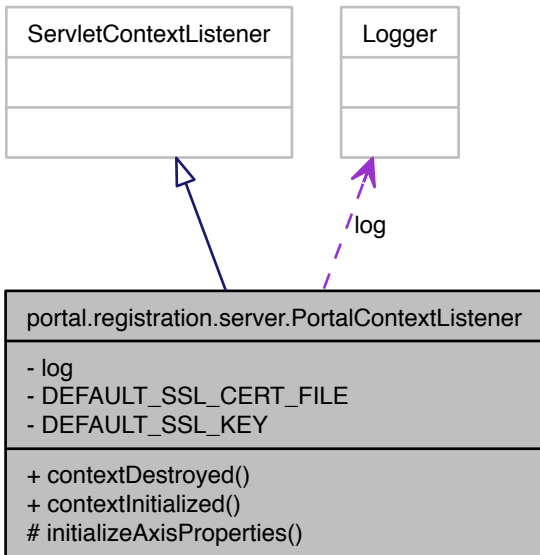 ServletContextListener
Logger
log
portal.registration.server.PortalContextListener
- log
- DEFAULT_SSL_CERT_FILE
- DEFAULT_SSL_KEY
+ contextDestroyed()
+ contextInitialized()
# initializeAxisProperties()